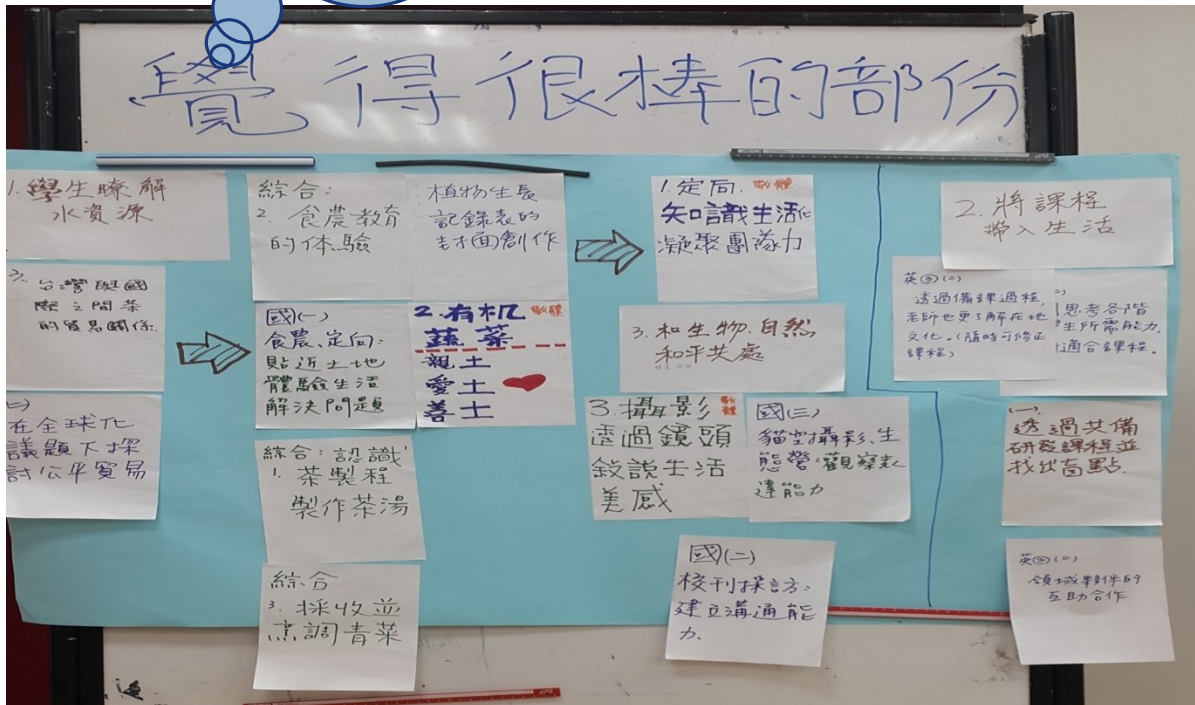 覺得很棒的部份
1. 學生瞭解
水資源
3. 台灣與國
際之間茶
的貿易關係.
在全球化
議題下探
討公平貿易
綜合:
2. 食農教育
的体驗
植物生長
記錄表的
封面創作
國(一)
食農、定向:
貼近土地
體驗生活
解決問題
2. 有机 軟體
蔬菜
親土
愛土
善土
綜合: 認識
1. 茶製程
製作茶湯
綜合
3. 採收並
烹調青菜
1. 定向. 軟體
知識生活化
凝聚團隊力
3. 和生物.自然
和平共處
3. 攝影 軟體
透過鏡頭
敘說生活
美感
國(三)
貓空攝影、生
態營:觀察表
達能力
國(二)
校刊採訪:
建立溝通能
力.
2. 將課程
帶入生活
英(二)
透過備課過程,
老師也更了解在地
文化。(隨時可修正
課程)
思考各階
生所需能力,
適合課程。
(一)
透過共備
研發課程並
找出盲點.
英(二)
領域夥伴的
互助合作